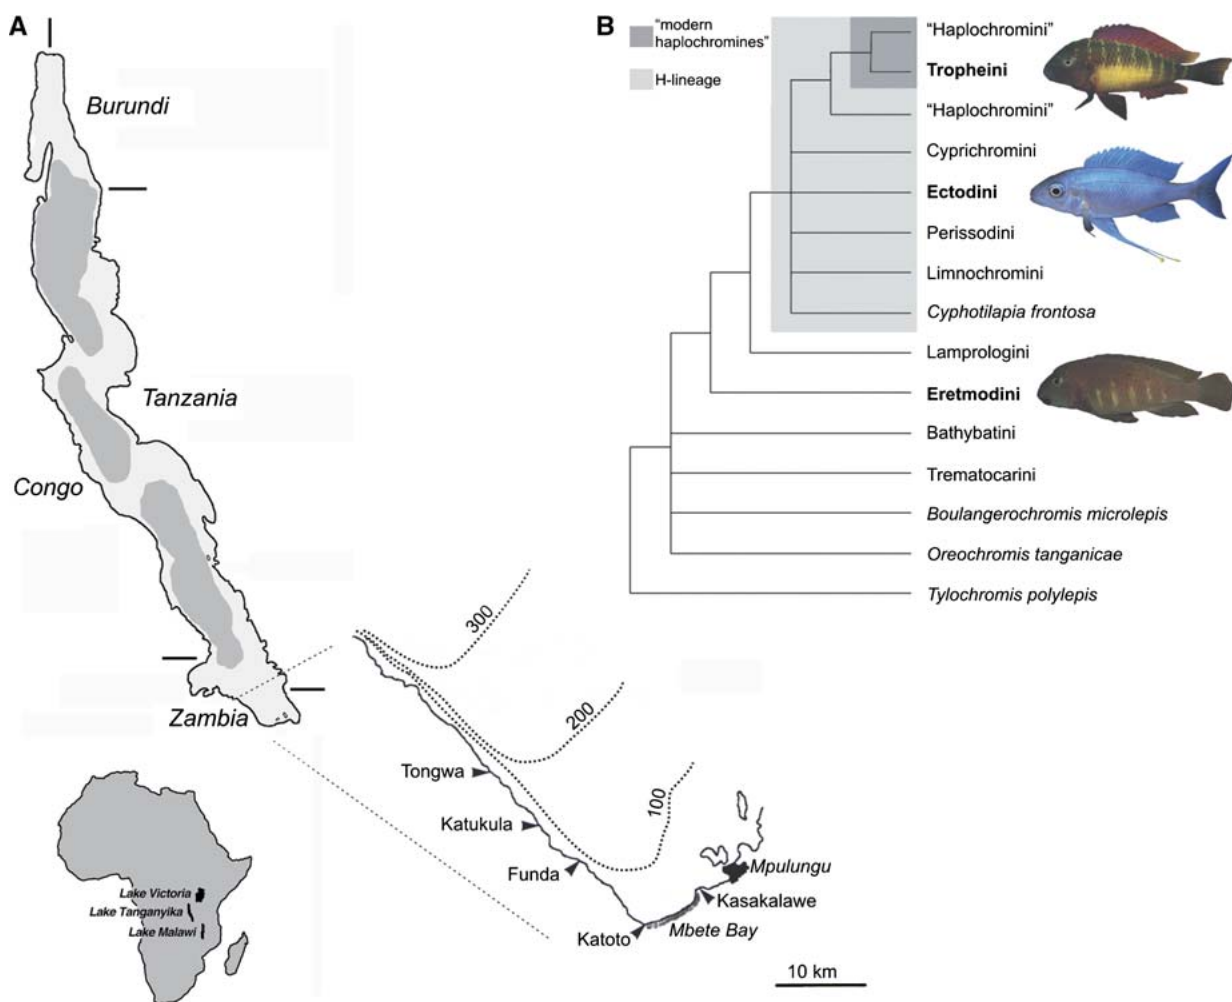 A
Burundi
Tanzania
Congo
Zambia
Lake Victoria
Lake Tanganyika
Lake Malawi
300
200
100
Tongwa
Katukula
Funda
Katoto
Mpulungu
Kasakalawe
Mbete Bay
10 km
B
"modern
haplochromines"
H-lineage
"Haplochromini"
Tropheini
"Haplochromini"
Cyprichromini
Ectodini
Perissodini
Limnochromini
Cyphotilapia frontosa
Lamprologini
Eretmodini
Bathybatini
Trematocarini
Boulangerochromis microlepis
Oreochromis tanganicae
Tylochromis polylepis